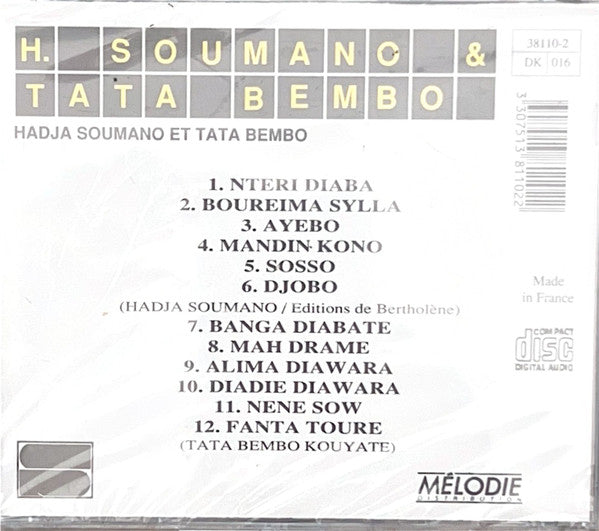 H. SOUMANO &
TATA BEMBO
HADJA SOUMANO ET TATA BEMBO
38110-2
DK 016
3 307513 811022
1. NTERI DIABA
2. BOUREIMA SYLLA
3. AYEBO
4. MANDIN KONO
5. SOSSO
6. DJOBO
(HADJA SOUMANO / Editions de Bertholène)
7. BANGA DIABATE
8. MAH DRAME
9. ALIMA DIAWARA
10. DIADIE DIAWARA
11. NENE SOW
12. FANTA TOURE
(TATA BEMBO KOUYATE)
Made
in France
COMPACT
disc
DIGITAL AUDIO
MÉLODIE
DISTRIBUTION